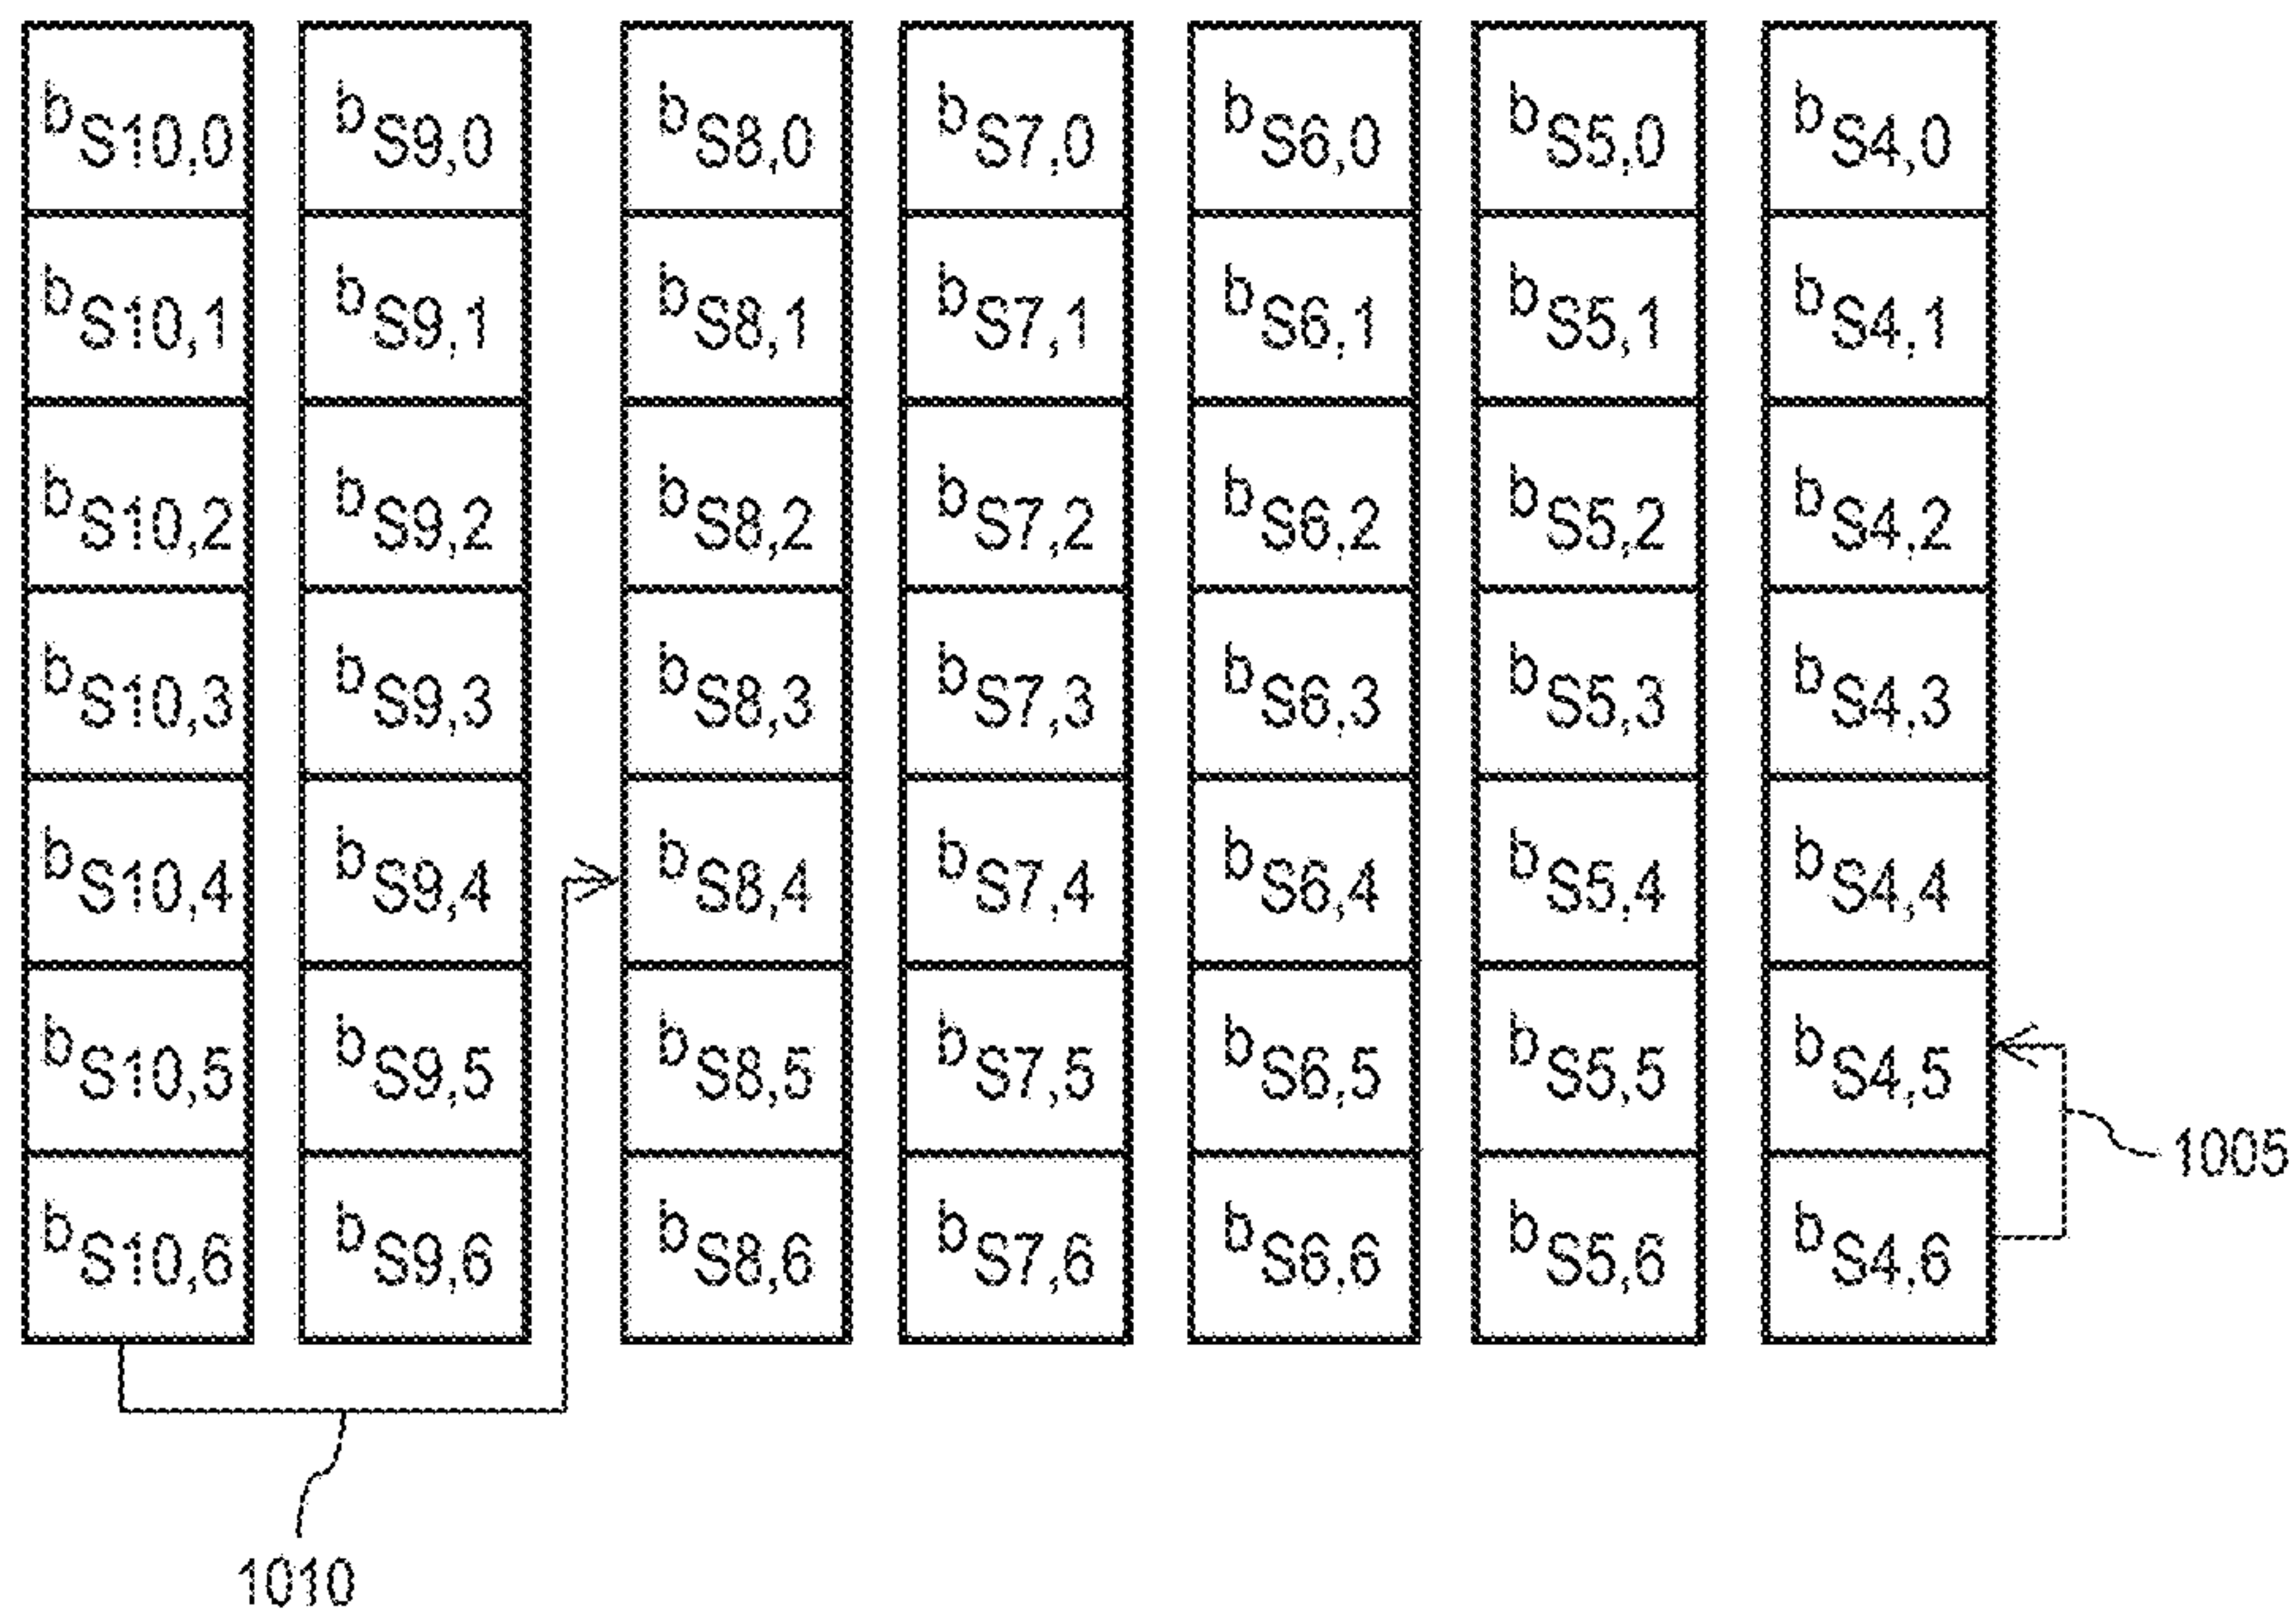 bS10,0 bS9,0 bS8,0 bS7,0 bS6,0 bS5,0 bS4,0
bS10,1 bS9,1 bS8,1 bS7,1 bS6,1 bS5,1 bS4,1
bS10,2 bS9,2 bS8,2 bS7,2 bS6,2 bS5,2 bS4,2
bS10,3 bS9,3 bS8,3 bS7,3 bS6,3 bS5,3 bS4,3
bS10,4 bS9,4 bS8,4 bS7,4 bS6,4 bS5,4 bS4,4
bS10,5 bS9,5 bS8,5 bS7,5 bS6,5 bS5,5 bS4,5
1005
bS10,6 bS9,6 bS8,6 bS7,6 bS6,6 bS5,6 bS4,6
1010